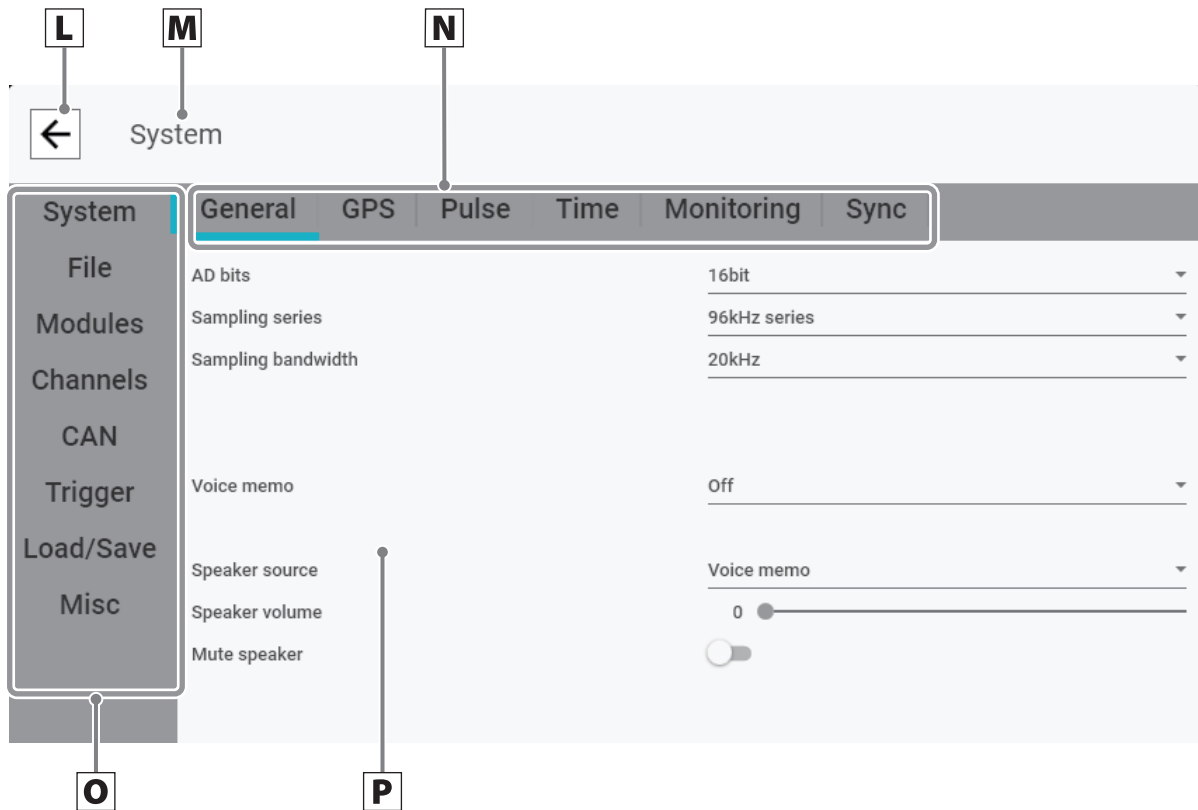 L M N
System
System General GPS Pulse Time Monitoring Sync
File
Modules
Channels
CAN
Trigger
Load/Save
Misc
AD bits 16bit
Sampling series 96kHz series
Sampling bandwidth 20kHz
Voice memo Off
Speaker source Voice memo
Speaker volume 0
Mute speaker
O P